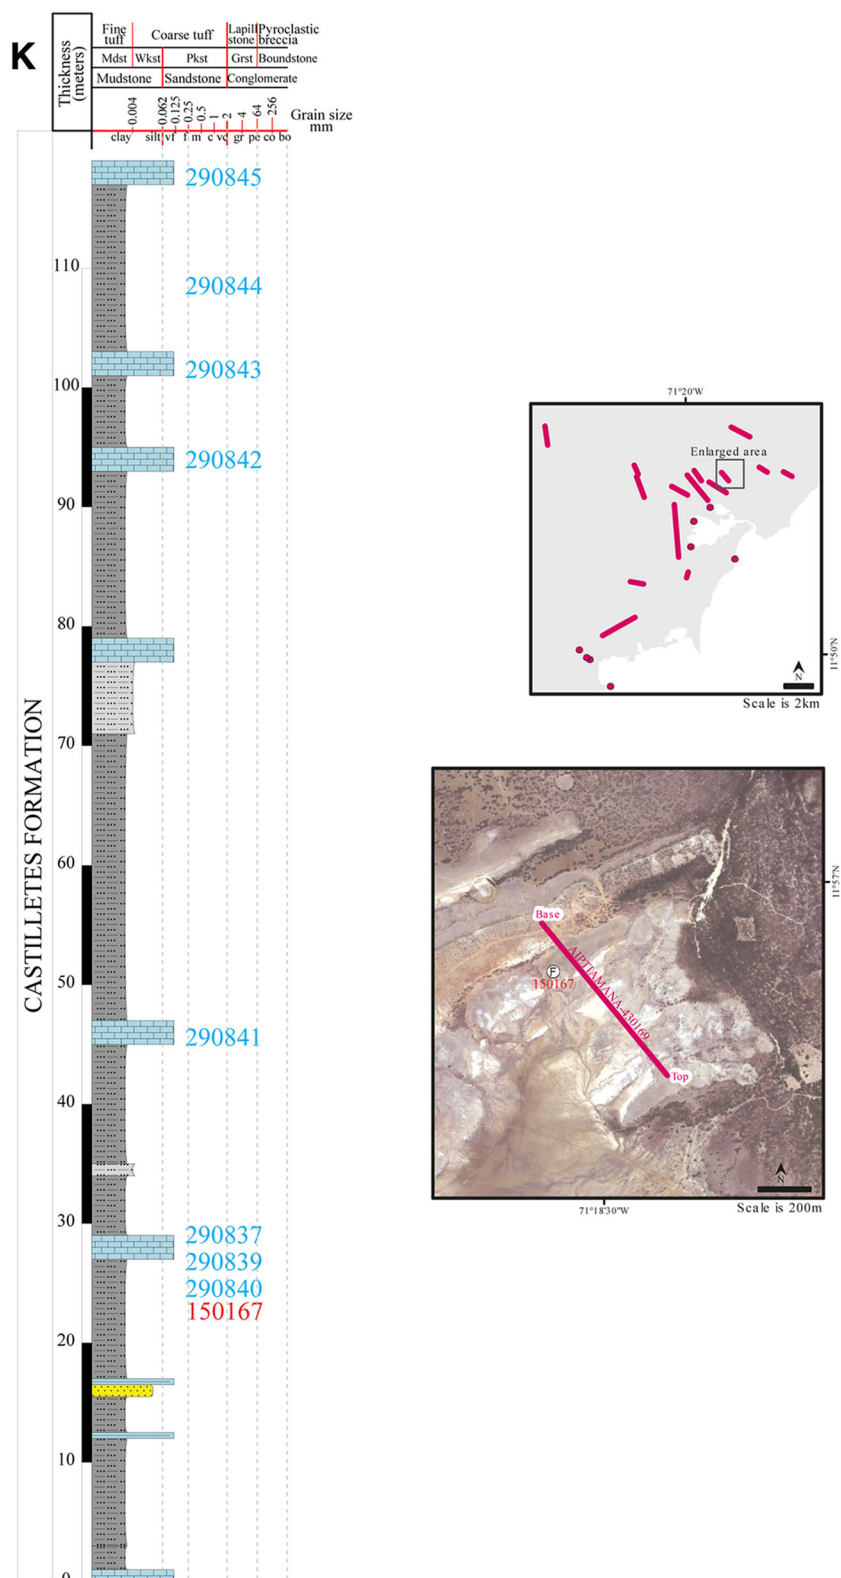 K
Thickness
(meters)
Fine
tuff
Coarse tuff
Lapilli
stone
Pyroclastic
breccia
Mdst
Wkst
Pkst
Grst
Boundstone
Mudstone
Sandstone
Conglomerate
0.004
0.062
0.125
0.25
0.5
1
2
4
64
256
Grain size
mm
clay
silt
vf
f
m
c
vc
gr
pe
co
bo
290845
110
290844
290843
100
71°20'W
290842
Enlarged area
90
80
11°50'N
N
Scale is 2km
70
CASTILLETES FORMATION
60
11°57'N
Base
50
F
150167
AIPTIAMANA-430169
290841
Top
40
N
30
Scale is 200m
71°18'30"W
290837
290839
290840
150167
20
10
0